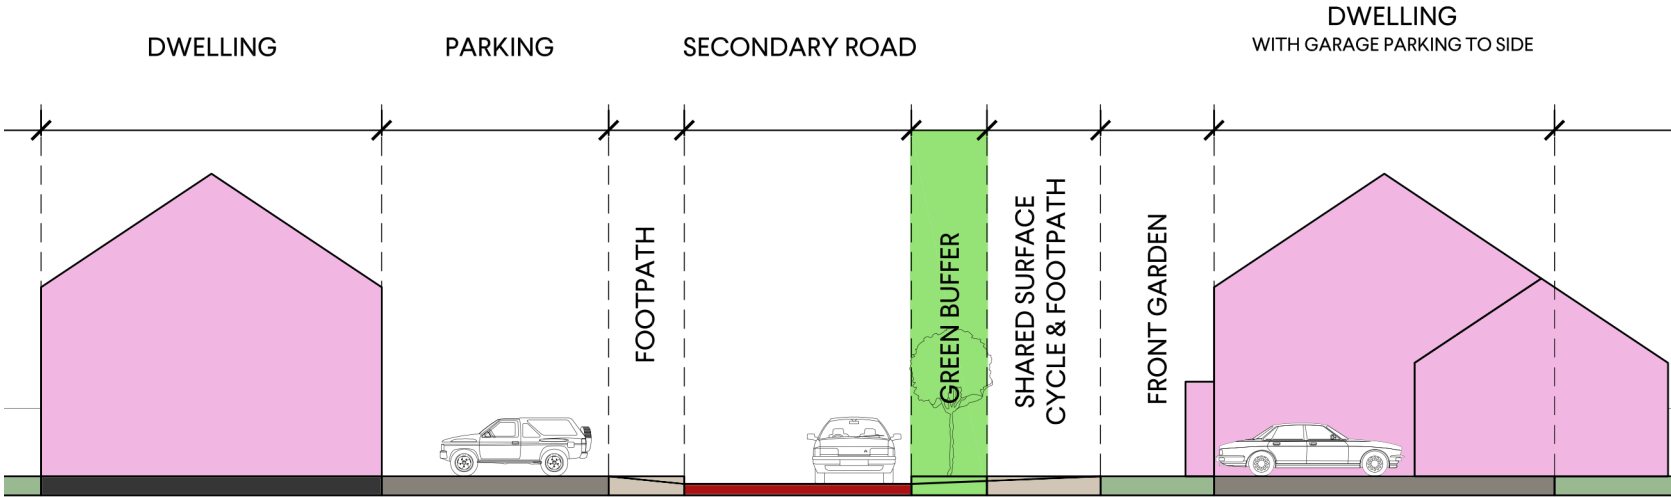 DWELLING
PARKING
SECONDARY ROAD
DWELLING
WITH GARAGE PARKING TO SIDE
FOOTPATH
GREEN BUFFER
SHARED SURFACE
CYCLE & FOOTPATH
FRONT GARDEN